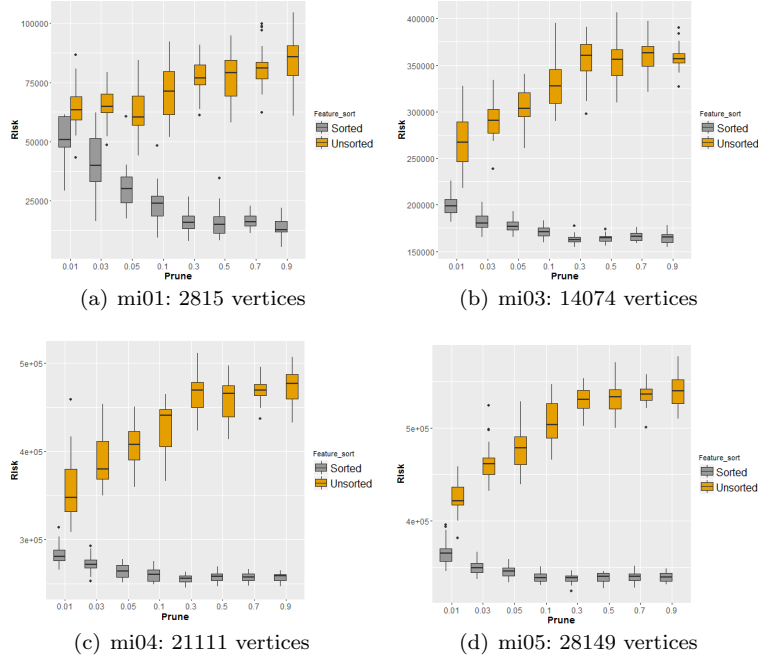 100000
75000
50000
25000
Risk
0.01 0.03 0.05 0.1 0.3 0.5 0.7 0.9
Prune
Feature_sort
Sorted
Unsorted
(a) mi01: 2815 vertices
400000
350000
300000
250000
200000
150000
Risk
0.01 0.03 0.05 0.1 0.3 0.5 0.7 0.9
Prune
Feature_sort
Sorted
Unsorted
(b) mi03: 14074 vertices
5e+05
4e+05
3e+05
Risk
0.01 0.03 0.05 0.1 0.3 0.5 0.7 0.9
Prune
Feature_sort
Sorted
Unsorted
(c) mi04: 21111 vertices
5e+05
4e+05
Risk
0.01 0.03 0.05 0.1 0.3 0.5 0.7 0.9
Prune
Feature_sort
Sorted
Unsorted
(d) mi05: 28149 vertices